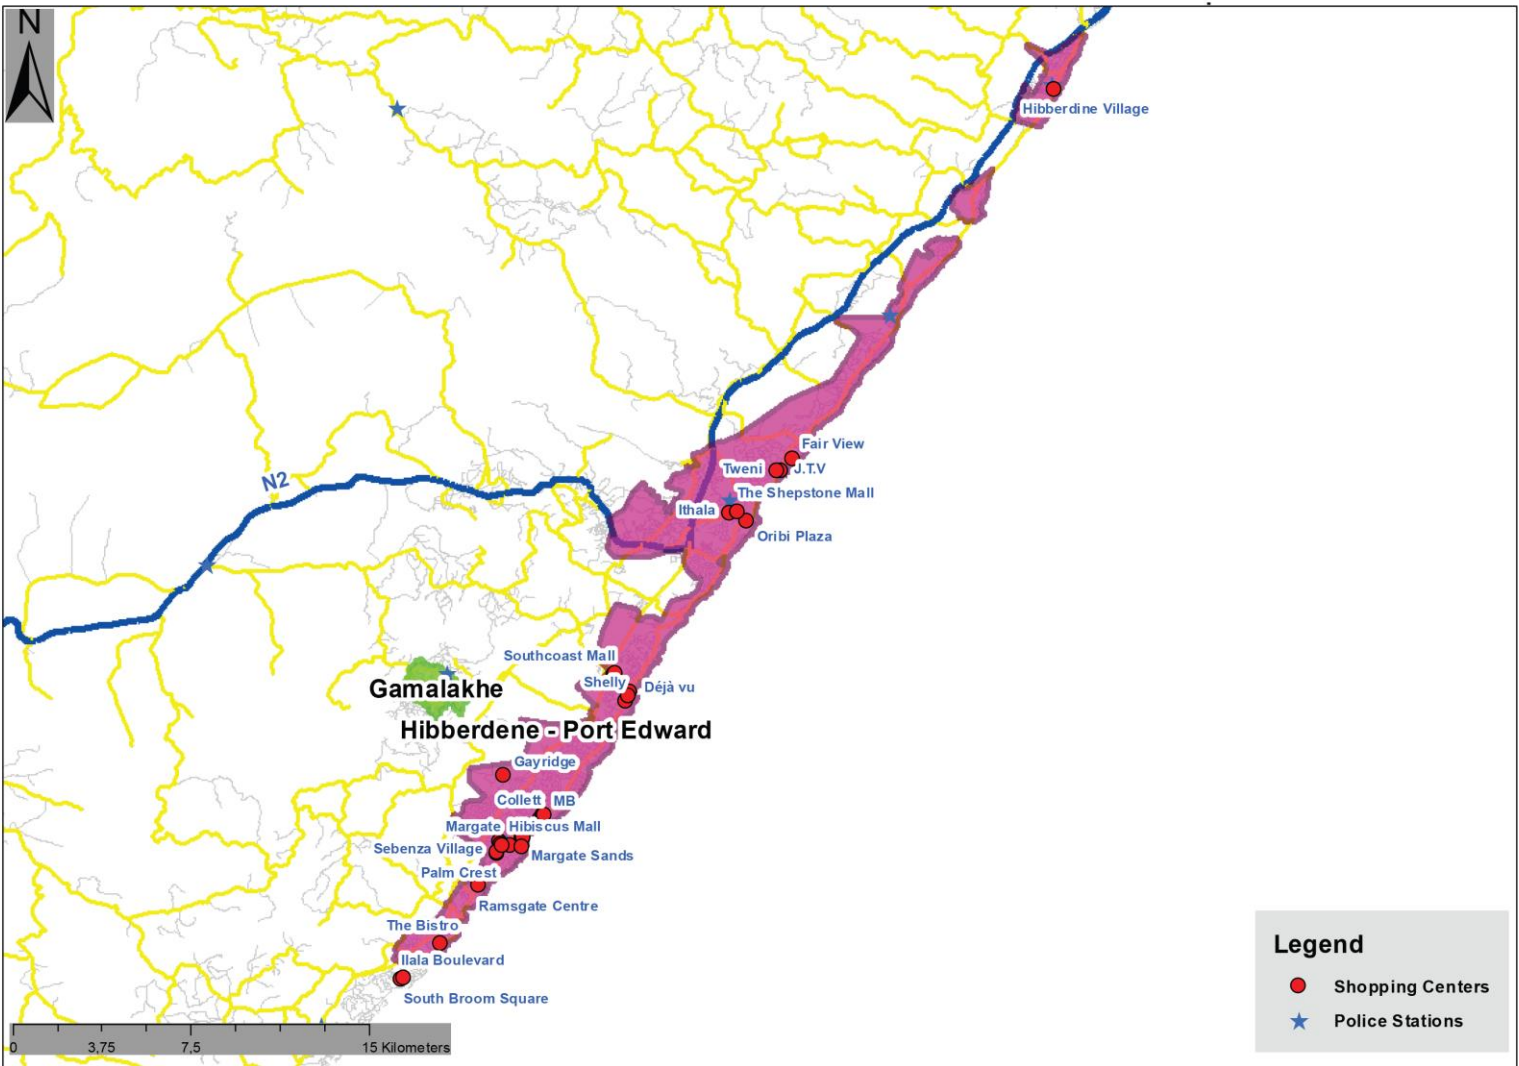 N
Hibberdine Village
Fair View
Tweni
J.T.V
The Shepstone Mall
Ithala
Oribi Plaza
N2
Southcoast Mall
Shelly
Déjà vu
Gamalakhe
Hibberdene - Port Edward
Gayridge
Collett
MB
Margate
Hibiscus Mall
Sebenza Village
Margate Sands
Palm Crest
Ramsgate Centre
The Bistro
Ilala Boulevard
South Broom Square
Legend
Shopping Centers
Police Stations
0 3,75 7,5 15 Kilometers